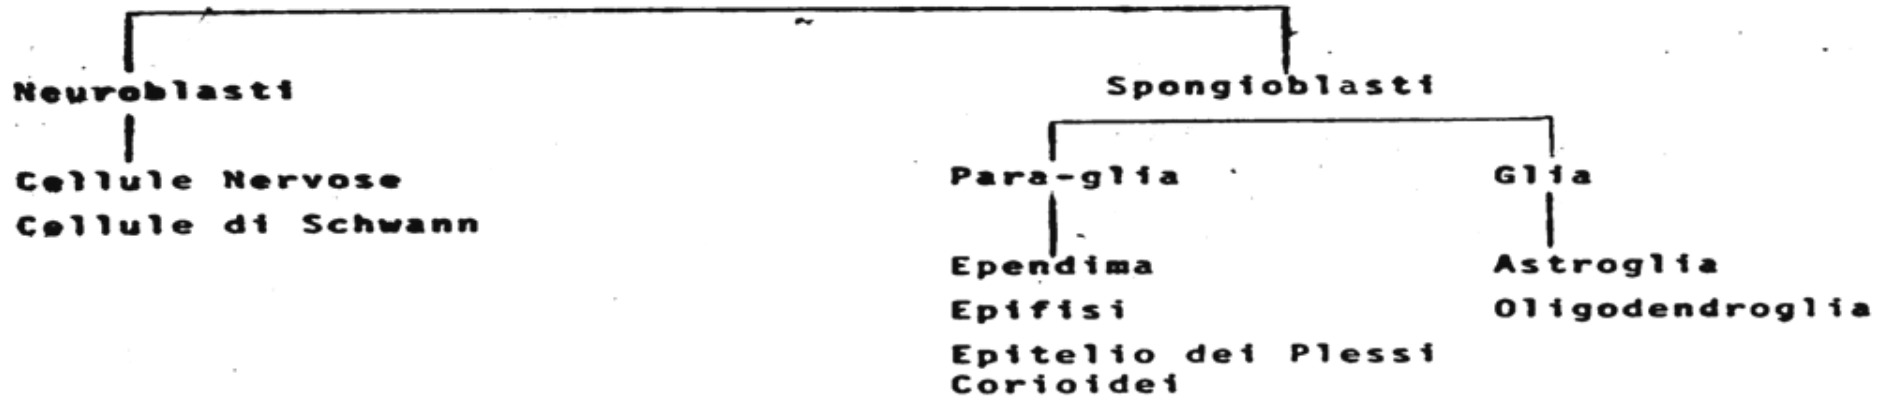 Neuroblasti
Spongioblasti
Cellule Nervose
Cellule di Schwann
Para-glia
Glia
Ependima
Epifisi
Epitelio dei Plessi
Corioidei
Astroglia
Oligodendroglia